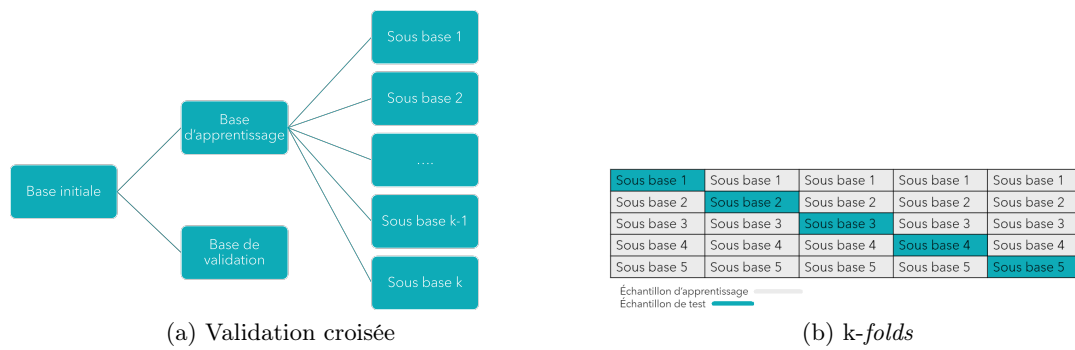 Sous base 1
Sous base 2
Base
d'apprentissage
....
Base initiale
Sous base k-1
Base de
validation
Sous base k
(a) Validation croisée
Sous base 1 Sous base 1 Sous base 1 Sous base 1 Sous base 1
Sous base 2 Sous base 2 Sous base 2 Sous base 2 Sous base 2
Sous base 3 Sous base 3 Sous base 3 Sous base 3 Sous base 3
Sous base 4 Sous base 4 Sous base 4 Sous base 4 Sous base 4
Sous base 5 Sous base 5 Sous base 5 Sous base 5 Sous base 5
Échantillon d'apprentissage
Échantillon de test
(b) k-folds